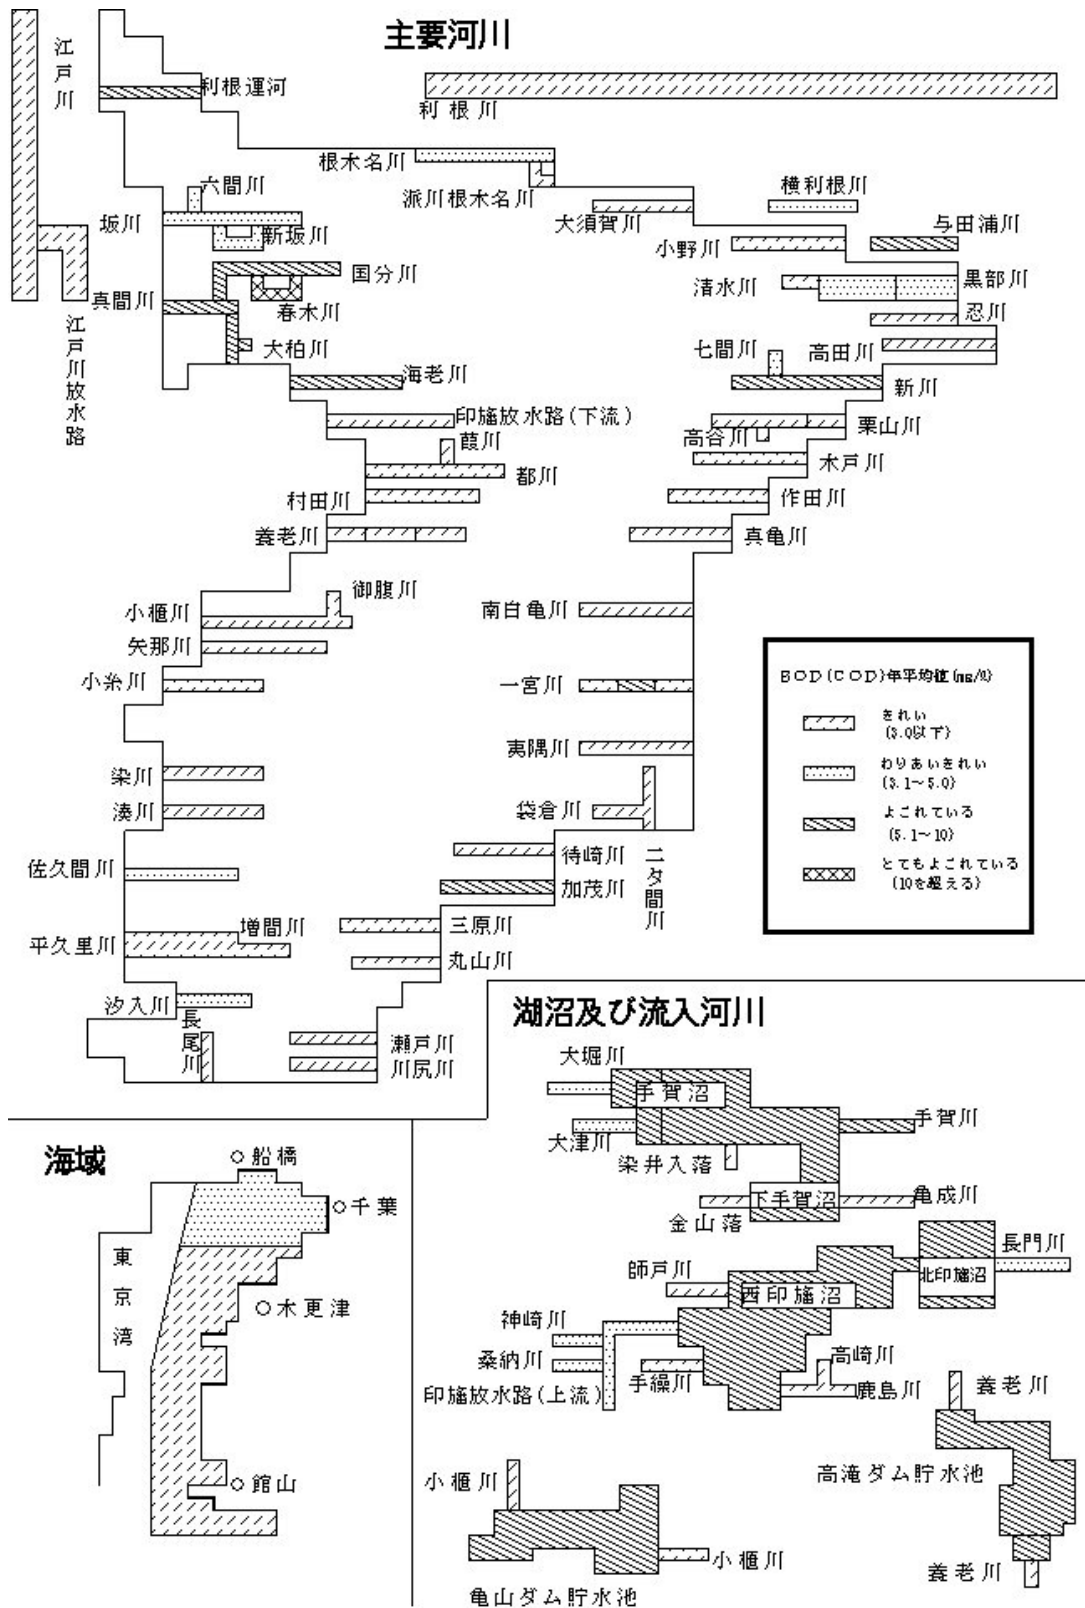 主要河川
江戸川
利根運河
利根川
根木名川
派川根木名川
六間川
横利根川
坂川
新坂川
犬須賀川
小野川
与田浦川
国分川
清水川
黒部川
真間川
春木川
忍川
江戸川放水路
犬柏川
七間川
高田川
海老川
新川
印旛放水路(下流)
高谷川
栗山川
葭川
都川
木戸川
村田川
作田川
養老川
真亀川
御腹川
小櫃川
南白亀川
矢那川
小糸川
一宮川
夷隅川
染川
湊川
袋倉川
二タ間川
待崎川
佐久間川
加茂川
増間川
三原川
平久里川
丸山川
汐入川
長尾川
瀬戸川
川尻川
BOD(COD)年平均値(mg/l)
きれい
(3.0以下)
わりあいきれい
(3.1~5.0)
よごれている
(5.1~10)
とてもよごれている
(10を超える)
湖沼及び流入河川
大堀川
手賀沼
大津川
手賀川
染井入落
下手賀沼
亀成川
金山落
長門川
師戸川
北印旛沼
西印旛沼
神崎川
桑納川
高崎川
手繰川
鹿島川
印旛放水路(上流)
養老川
高滝ダム貯水池
養老川
小櫃川
小櫃川
亀山ダム貯水池
海域
船橋
千葉
東京湾
木更津
館山